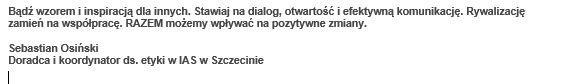 Bądź wzorem i inspiracją dla innych. Stawiaj na dialog, otwartość i efektywną komunikację. Rywalizację
zamień na współpracę. RAZEM możemy wpływać na pozytywne zmiany.
Sebastian Osiński
Doradca i koordynator ds. etyki w IAS w Szczecinie